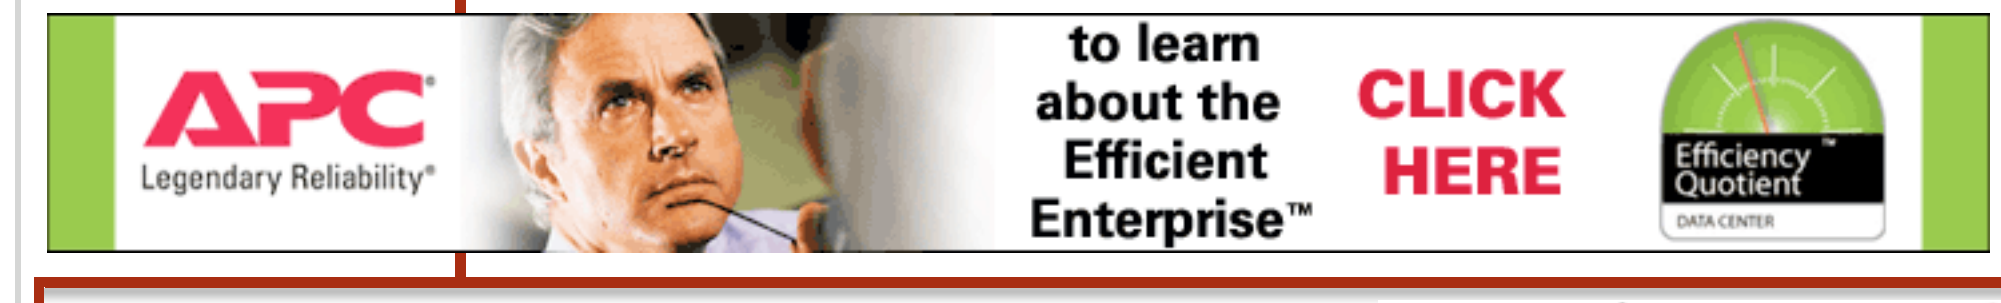 APC®
Legendary Reliability®
to learn
about the
Efficient
Enterprise™
CLICK
HERE
Efficiency™
Quotient
DATA CENTER